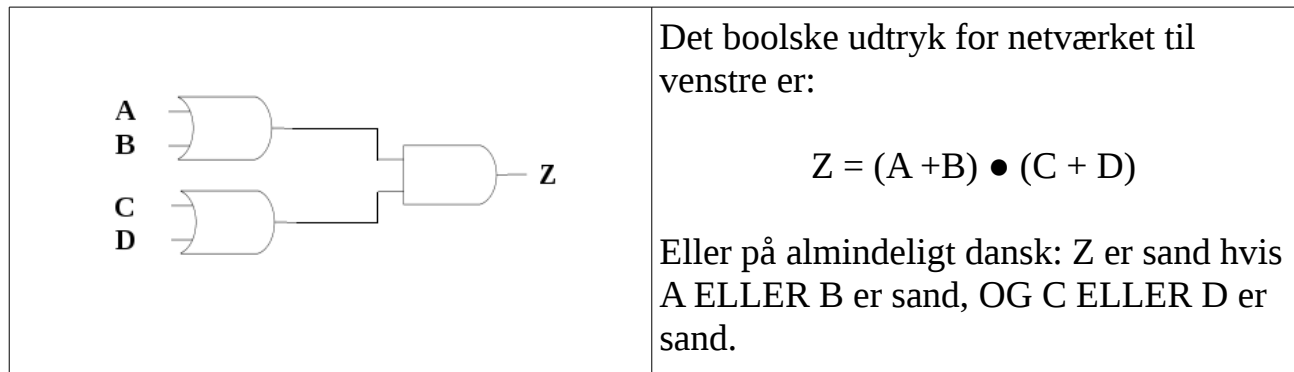 A
B
C
D
Z
Det boolske udtryk for netværket til
venstre er:
Z = (A +B) ● (C + D)
Eller på almindeligt dansk: Z er sand hvis
A ELLER B er sand, OG C ELLER D er
sand.